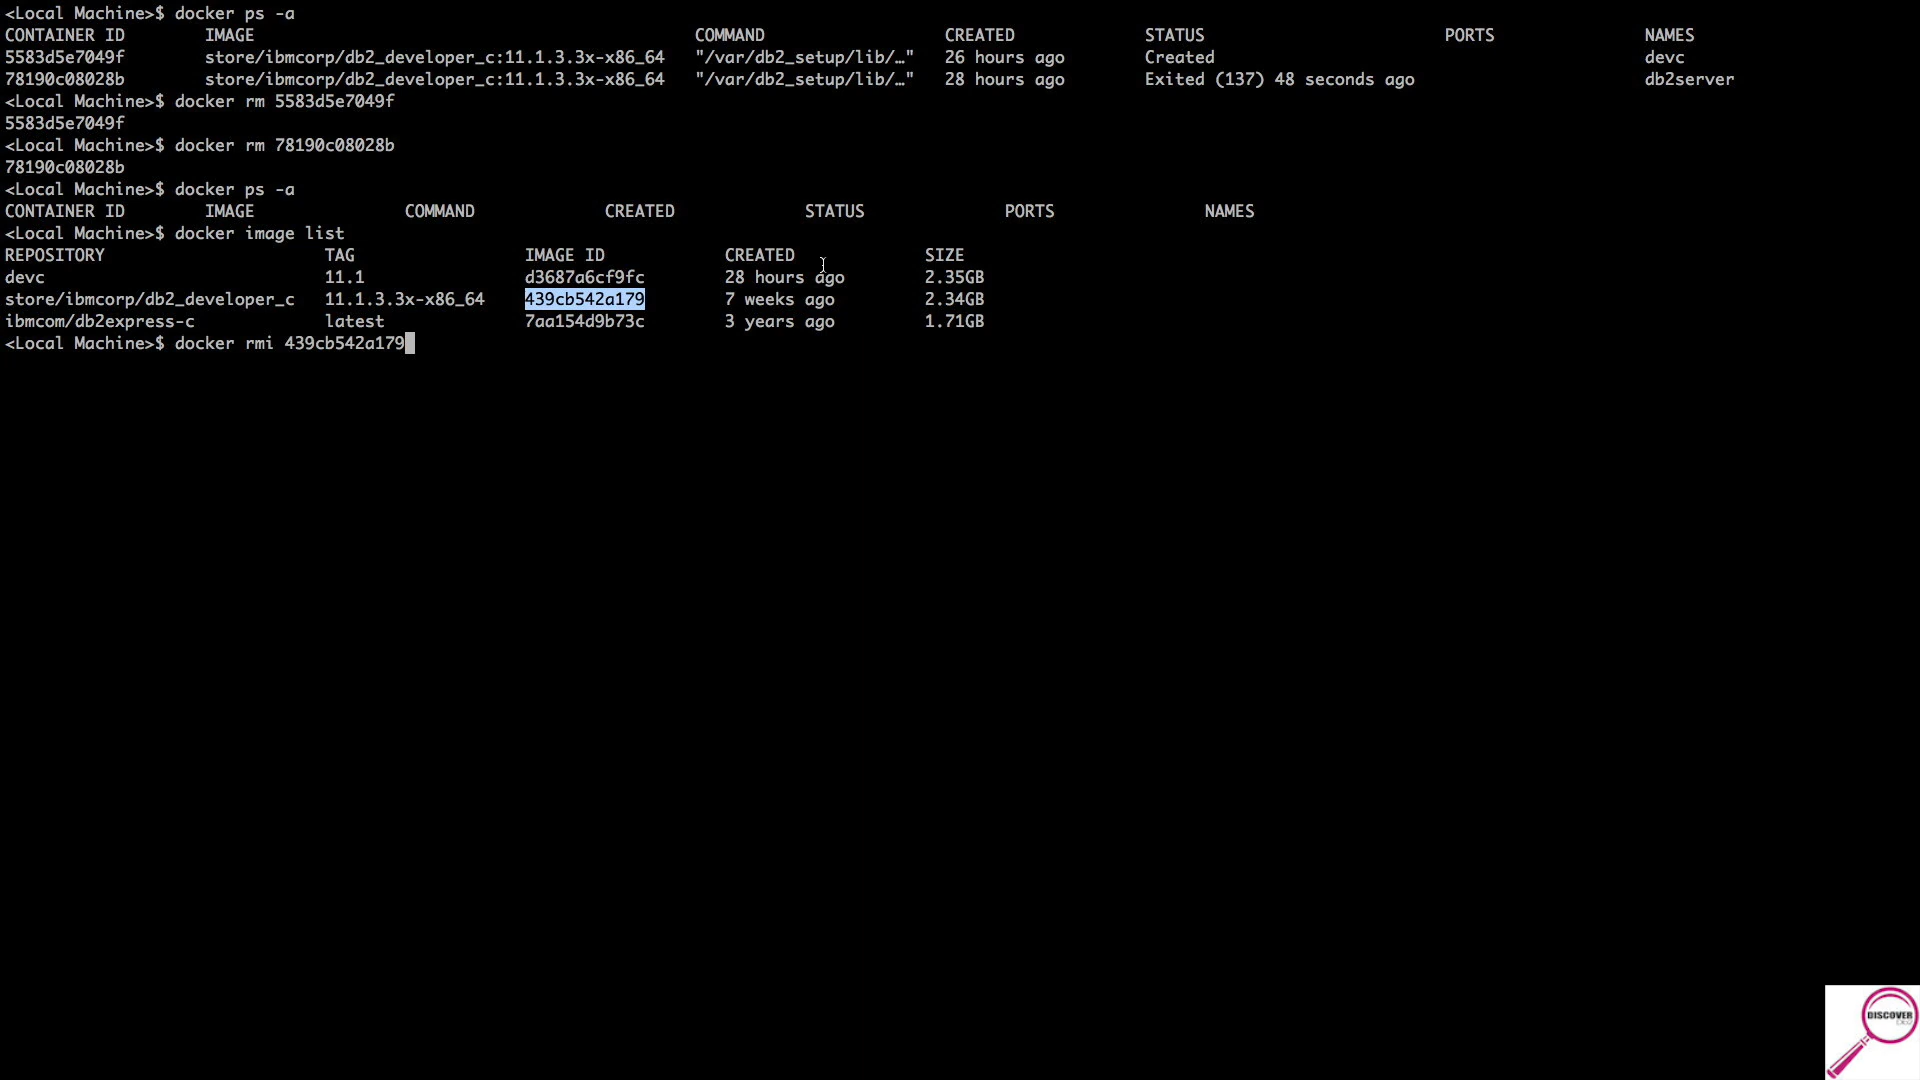 <Local Machine>$ docker ps -a
CONTAINER ID        IMAGE                                            COMMAND                  CREATED             STATUS                        PORTS               NAMES
5583d5e7049f        store/ibmcorp/db2_developer_c:11.1.3.3x-x86_64   "/var/db2_setup/lib/…"   26 hours ago        Created                                           devc
78190c08028b        store/ibmcorp/db2_developer_c:11.1.3.3x-x86_64   "/var/db2_setup/lib/…"   28 hours ago        Exited (137) 48 seconds ago                       db2server
<Local Machine>$ docker rm 5583d5e7049f
5583d5e7049f
<Local Machine>$ docker rm 78190c08028b
78190c08028b
<Local Machine>$ docker ps -a
CONTAINER ID        IMAGE               COMMAND             CREATED             STATUS              PORTS               NAMES
<Local Machine>$ docker image list
REPOSITORY                      TAG                 IMAGE ID            CREATED             SIZE
devc                            11.1                d3687a6cf9fc        28 hours ago        2.35GB
store/ibmcorp/db2_developer_c   11.1.3.3x-x86_64    439cb542a179        7 weeks ago         2.34GB
ibmcom/db2express-c             latest              7aa154d9b73c        3 years ago         1.71GB
<Local Machine>$ docker rmi 439cb542a179
DISCOVER